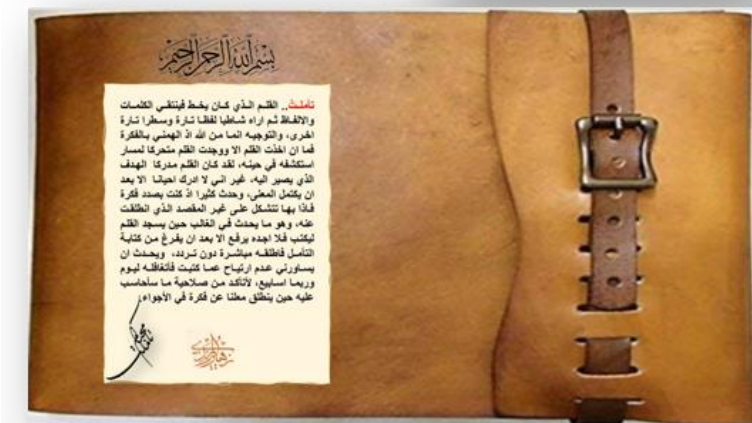 بسم الله الرحمن الرحيم
تأملت.. القلم الذي كان يخط فينتقي الكلمات
والالفاظ ثم اراه شاطبا لفظا تارة وسطرا تارة
اخرى، والتوجيه انما من الله اذ الهمني بالفكرة
فما ان اخذت القلم الا ووجدت القلم متحركا لمسار
استكشفه في حينه، لقد كان القلم مدركا الهدف
الذي يصير اليه، غير اني لا ادرك احيانا الا بعد
ان يكتمل المعنى، وحدث كثيرا اذ كنت بصدد فكرة
فاذا بها تتشكل على غير المقصد الذي انطلقت
عنه، وهو ما يحدث في الغالب حين يسجد القلم
ليكتب فلا اجده يرفع الا بعد ان يفرغ من كتابة
التأمل فاطلقه مباشرة دون تردد، ويحدث ان
يساورني عدم ارتياح عما كتبت فأتغافله ليوم
وربما اسابيع، لأتأكد من صلاحية ما سأحاسب
عليه حين ينطلق معلنا عن فكرة في الأجواء.